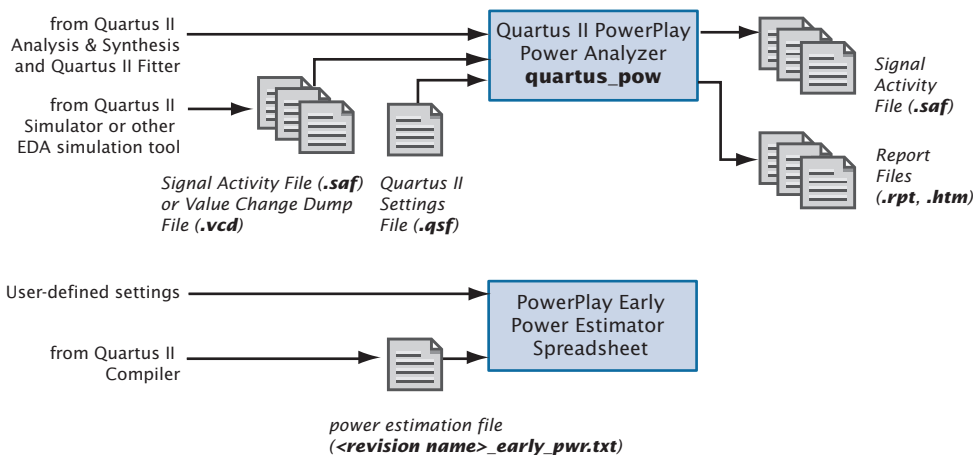 from Quartus II
Analysis & Synthesis
and Quartus II Fitter
Quartus II PowerPlay
Power Analyzer
quartus_pow
Signal
Activity
File (.saf)
from Quartus II
Simulator or other
EDA simulation tool
Signal Activity File (.saf)
or Value Change Dump
File (.vcd)
Quartus II
Settings
File (.qsf)
Report
Files
(.rpt, .htm)
User-defined settings
PowerPlay Early
Power Estimator
Spreadsheet
from Quartus II
Compiler
power estimation file
(<revision name>_early_pwr.txt)